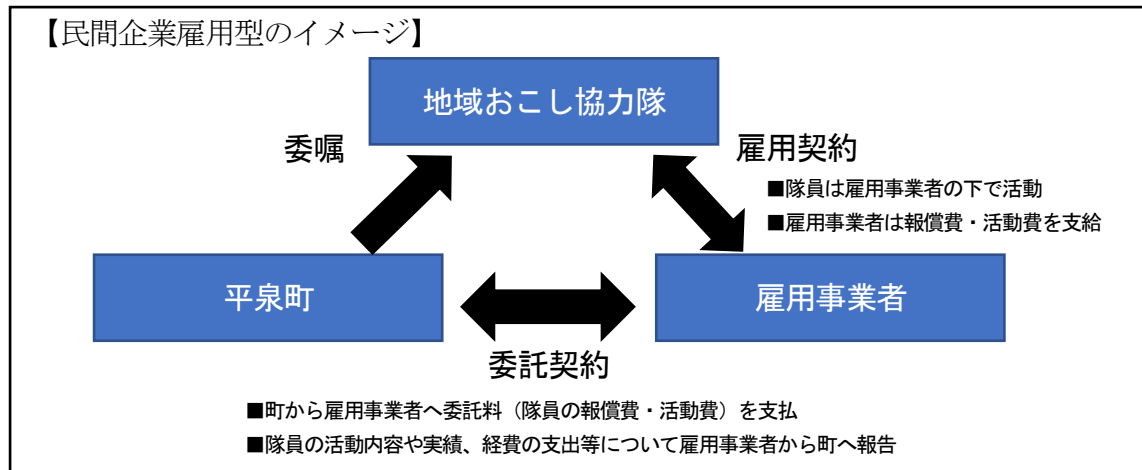 【民間企業雇用型のイメージ】
地域おこし協力隊
委嘱
雇用契約
■隊員は雇用事業者の下で活動
■雇用事業者は報償費・活動費を支給
平泉町
雇用事業者
委託契約
■町から雇用事業者へ委託料（隊員の報償費・活動費）を支払
■隊員の活動内容や実績、経費の支出等について雇用事業者から町へ報告